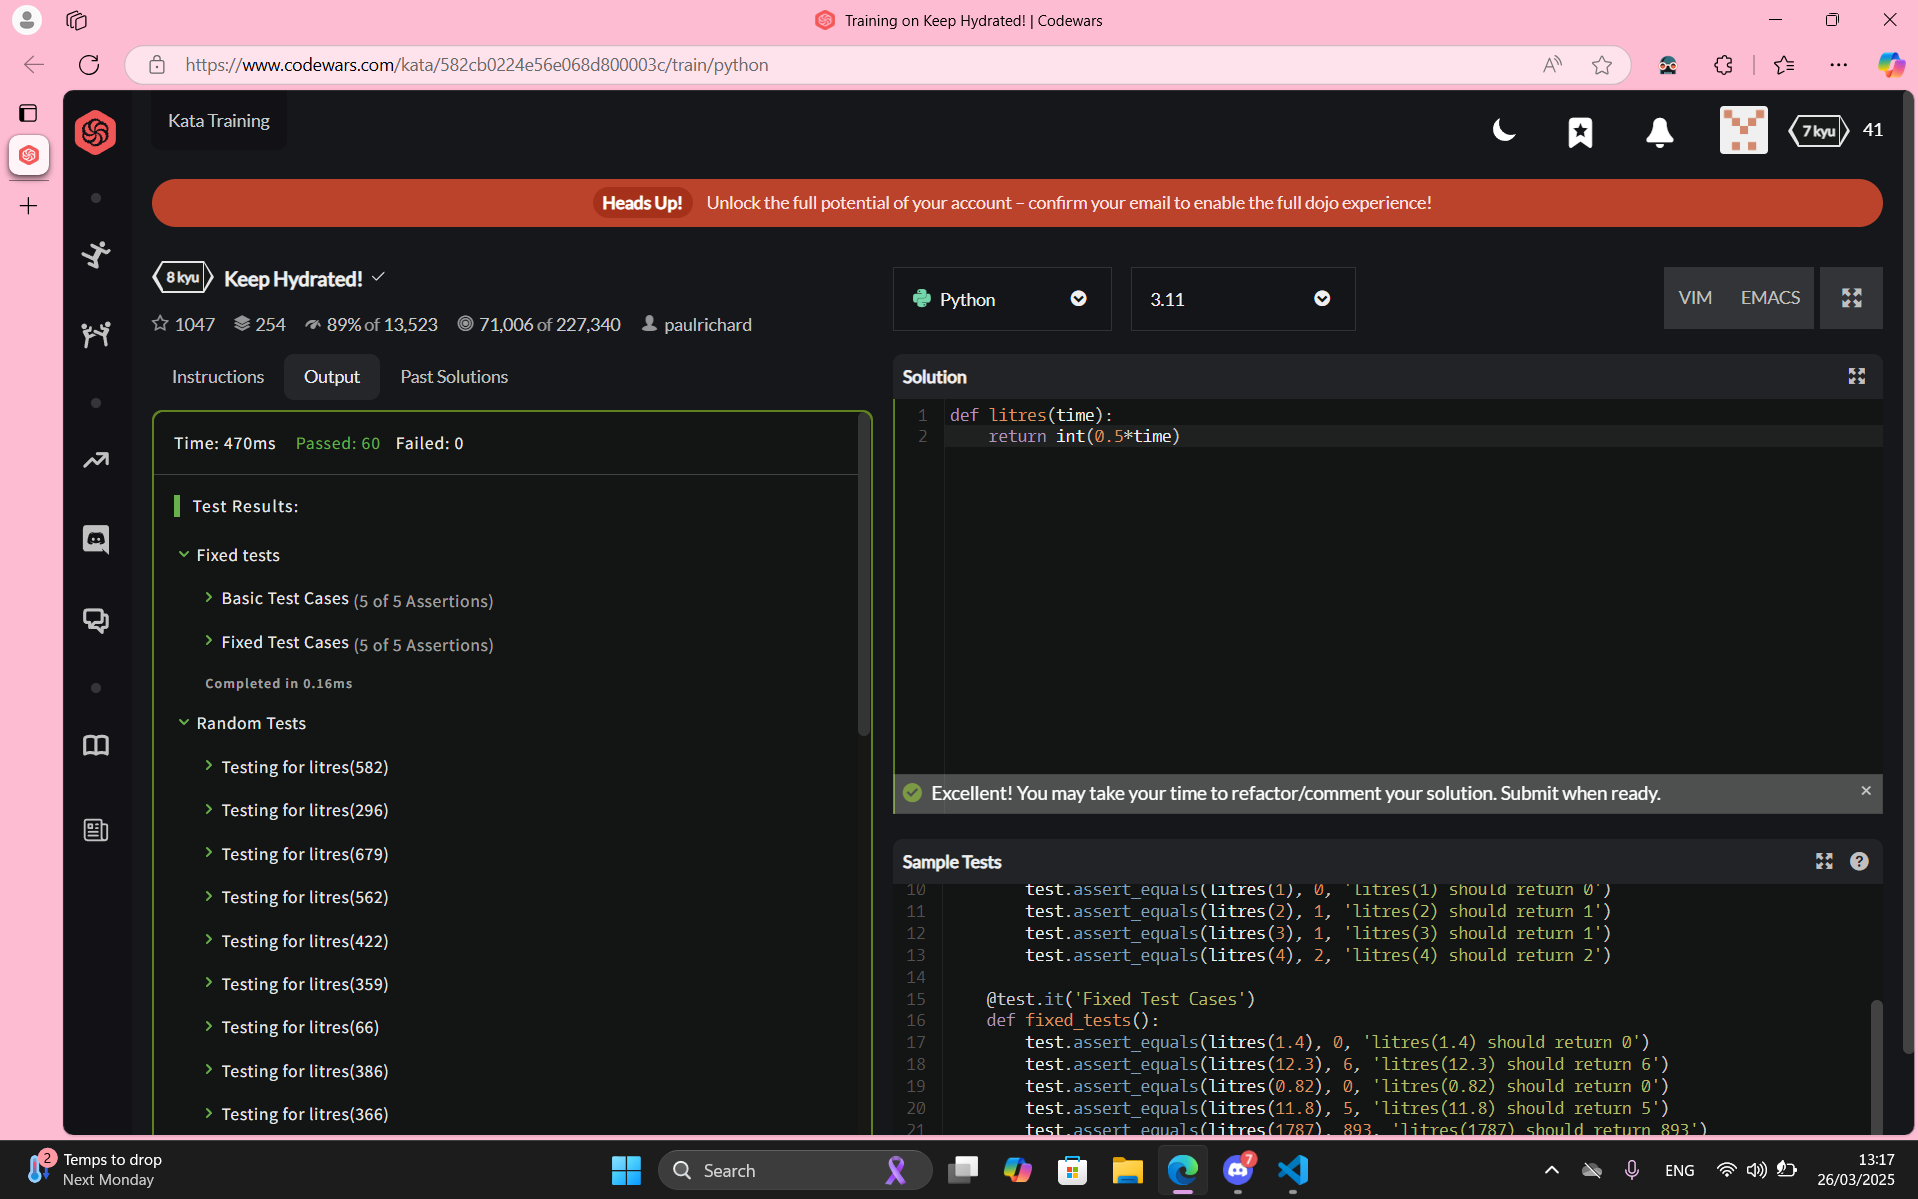 Training on Keep Hydrated! | Codewars
https://www.codewars.com/kata/582cb0224e56e068d800003c/train/python
Kata Training
7 kyu 41
Heads Up! Unlock the full potential of your account – confirm your email to enable the full dojo experience!
8 kyu Keep Hydrated!
1047 254 89% of 13,523 71,006 of 227,340 paulrichard
Python
3.11
VIM EMACS
Instructions Output Past Solutions
Time: 470ms Passed: 60 Failed: 0
Test Results:
Fixed tests
Basic Test Cases (5 of 5 Assertions)
Fixed Test Cases (5 of 5 Assertions)
Completed in 0.16ms
Random Tests
Testing for litres(582)
Testing for litres(296)
Testing for litres(679)
Testing for litres(562)
Testing for litres(422)
Testing for litres(359)
Testing for litres(66)
Testing for litres(386)
Testing for litres(366)
Solution
1 def litres(time):
2 return int(0.5*time)
Excellent! You may take your time to refactor/comment your solution. Submit when ready.
Sample Tests
10 test.assert_equals(litres(1), 0, 'litres(1) should return 0')
11 test.assert_equals(litres(2), 1, 'litres(2) should return 1')
12 test.assert_equals(litres(3), 1, 'litres(3) should return 1')
13 test.assert_equals(litres(4), 2, 'litres(4) should return 2')
14
15 @test.it('Fixed Test Cases')
16 def fixed_tests():
17 test.assert_equals(litres(1.4), 0, 'litres(1.4) should return 0')
18 test.assert_equals(litres(12.3), 6, 'litres(12.3) should return 6')
19 test.assert_equals(litres(0.82), 0, 'litres(0.82) should return 0')
20 test.assert_equals(litres(11.8), 5, 'litres(11.8) should return 5')
21 test.assert_equals(litres(1787), 893, 'litres(1787) should return 893')
2 Temps to drop
Next Monday
Search
7
ENG
13:17
26/03/2025